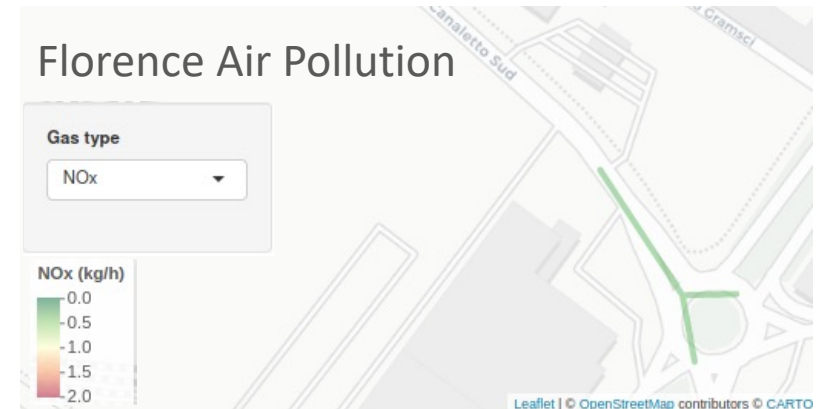 Canaletto Sud
Gramsci
Florence Air Pollution
Gas type
NOx
NOx (kg/h)
0.0
0.5
1.0
1.5
2.0
Leaflet | © OpenStreetMap contributors © CARTO